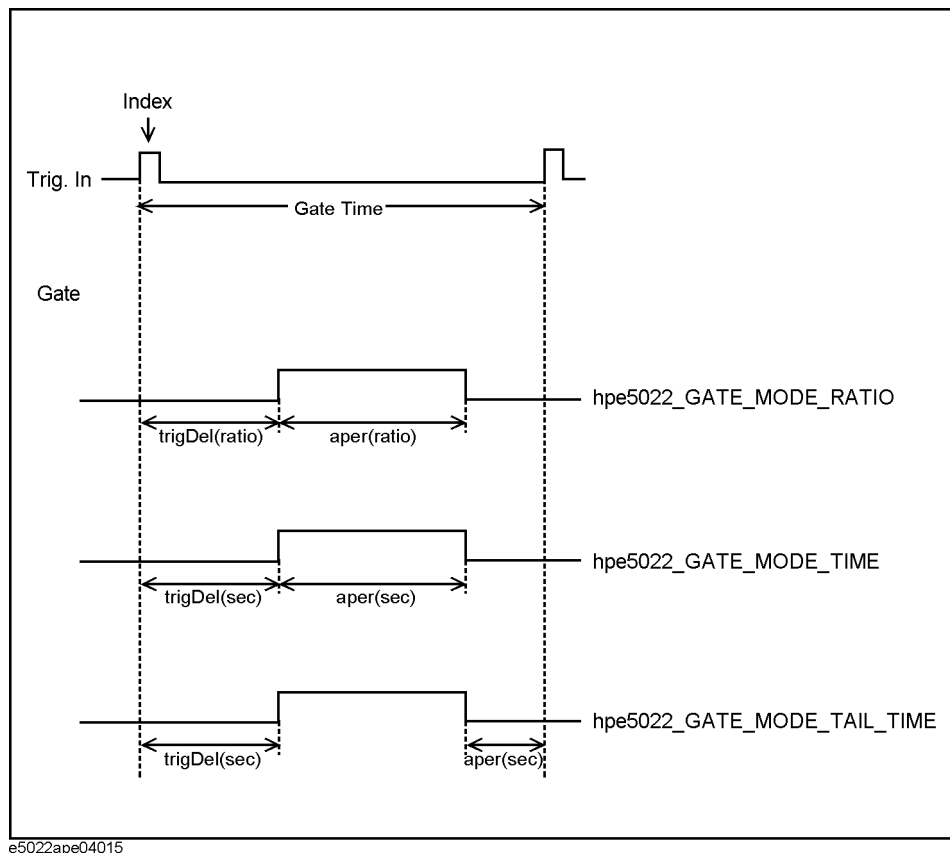 Index
Trig. In
Gate Time
Gate
hpe5022_GATE_MODE_RATIO
trigDel(ratio) aper(ratio)
hpe5022_GATE_MODE_TIME
trigDel(sec) aper(sec)
hpe5022_GATE_MODE_TAIL_TIME
trigDel(sec) aper(sec)
e5022ape04015